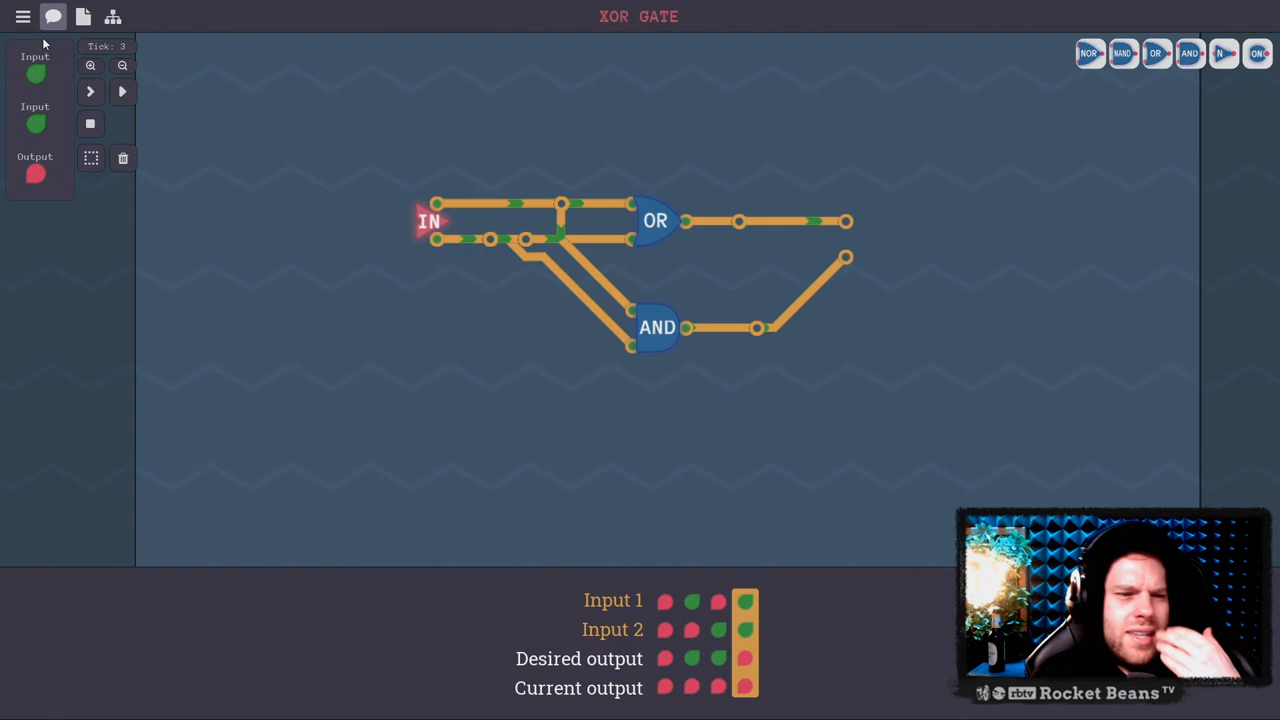 XOR GATE
Input
Input
Output
Tick: 3
NOR NAND OR AND N ON
IN
OR
AND
Input 1
Input 2
Desired output
Current output
rbtv Rocket Beans TV